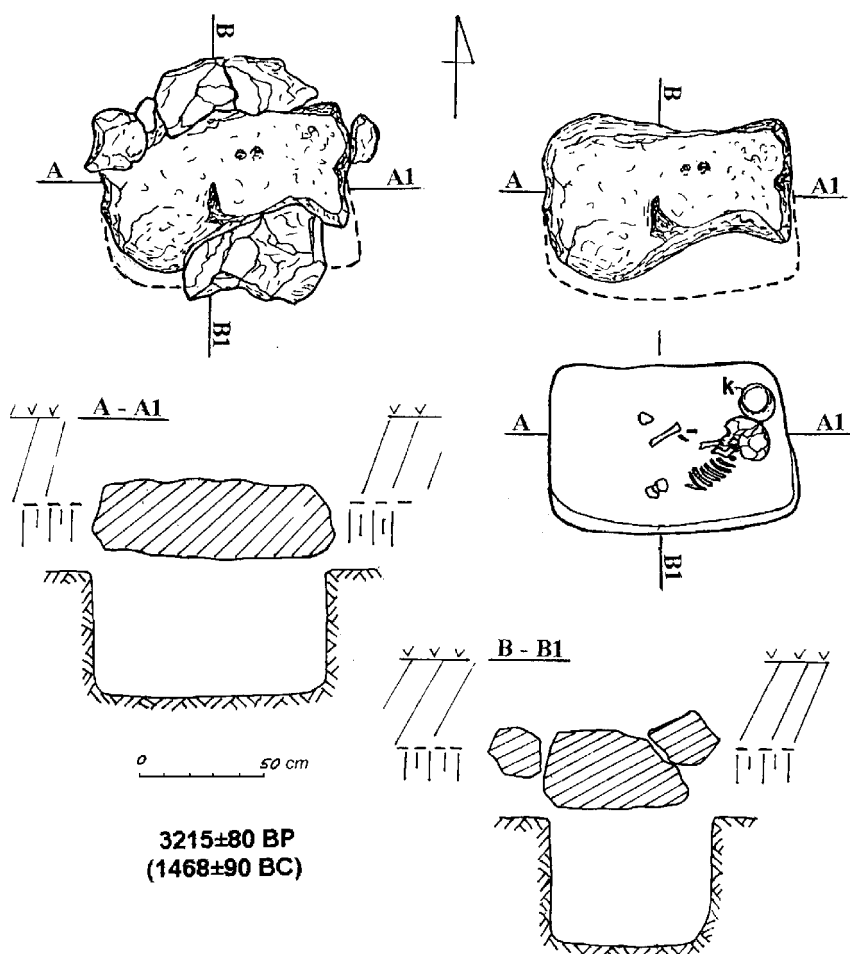 B
A A1
B1
B
A A1
k
A A1
B1
A - A1
B - B1
0 50 cm
3215±80 BP
(1468±90 BC)